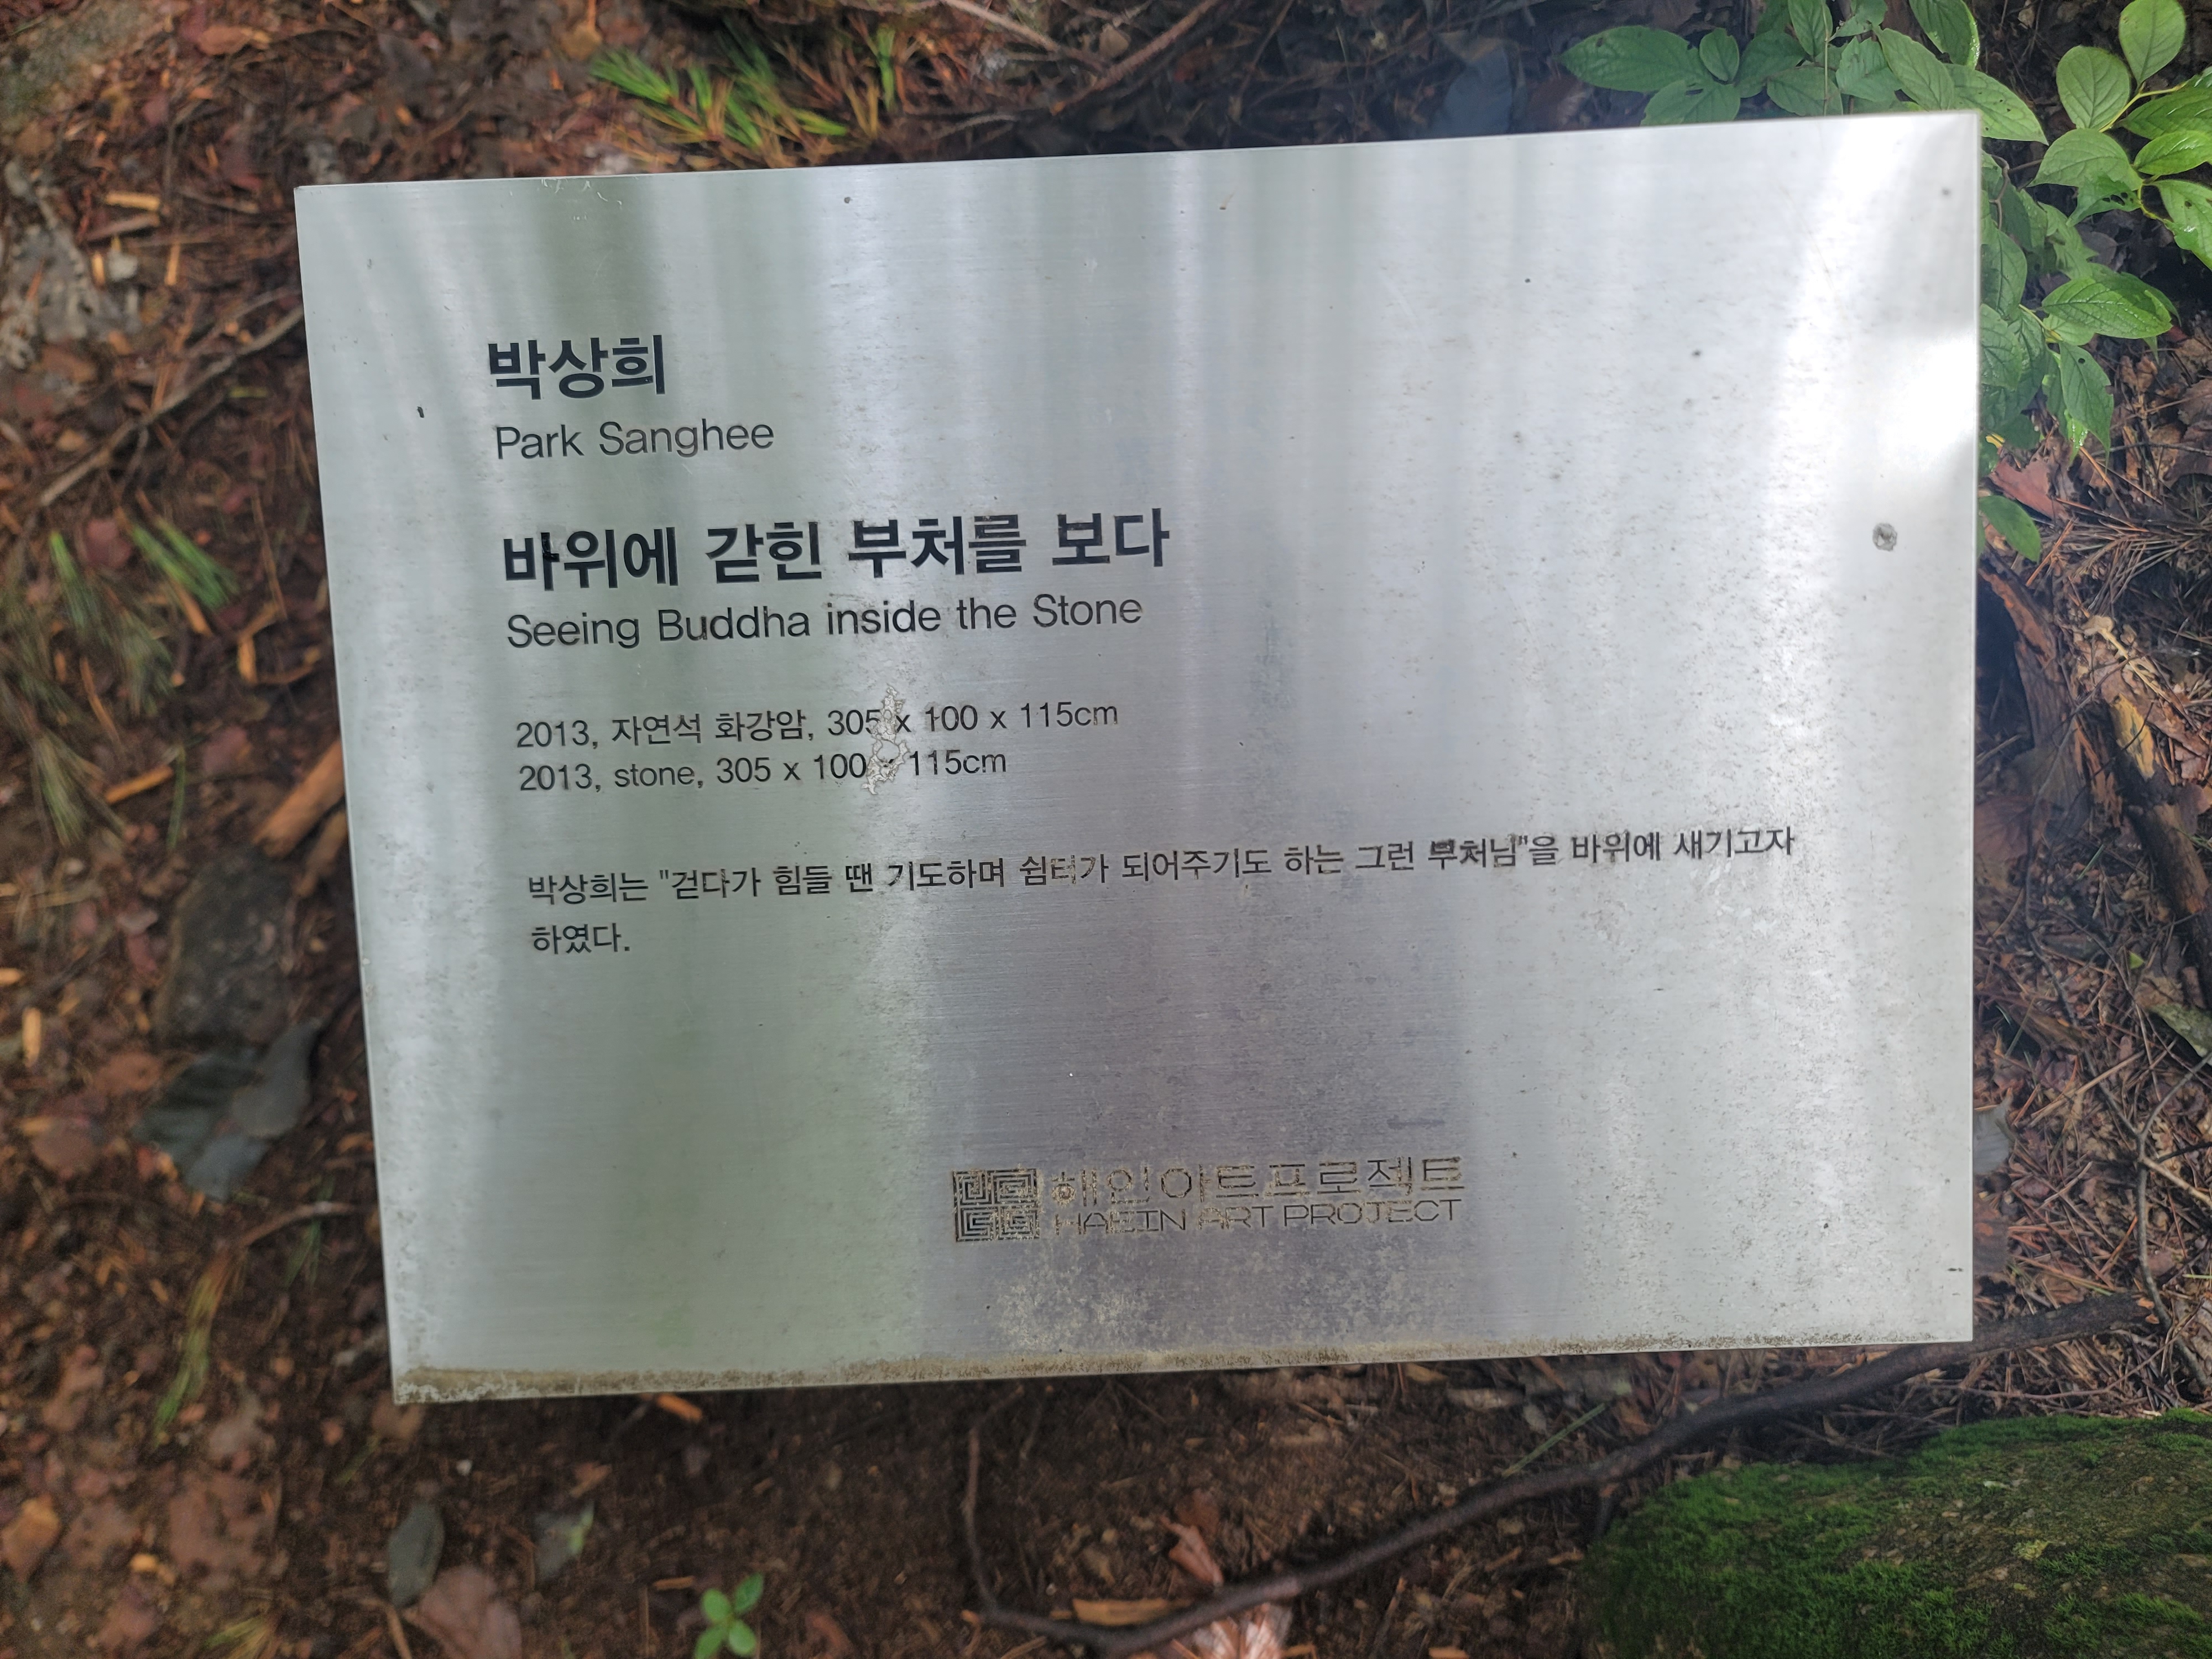 박상희
Park Sanghee
바위에 갇힌 부처를 보다
Seeing Buddha inside the Stone
2013, 자연석 화강암, 305 x 100 x 115cm
2013, stone, 305 x 100 x 115cm
박상희는 "걷다가 힘들 땐 기도하며 쉼터가 되어주기도 하는 그런 부처님"을 바위에 새기고자
하였다.
해인아트프로젝트
HAEIN ART PROJECT